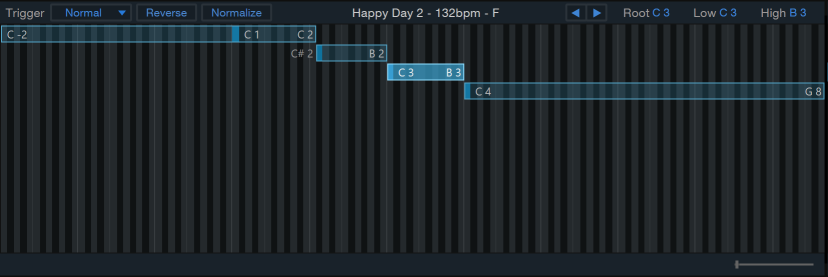 Trigger Normal Reverse Normalize Happy Day 2 - 132bpm - F Root C 3 Low C 3 High B 3
C -2 C 1 C 2
C# 2 B 2
C 3 B 3
C 4 G 8